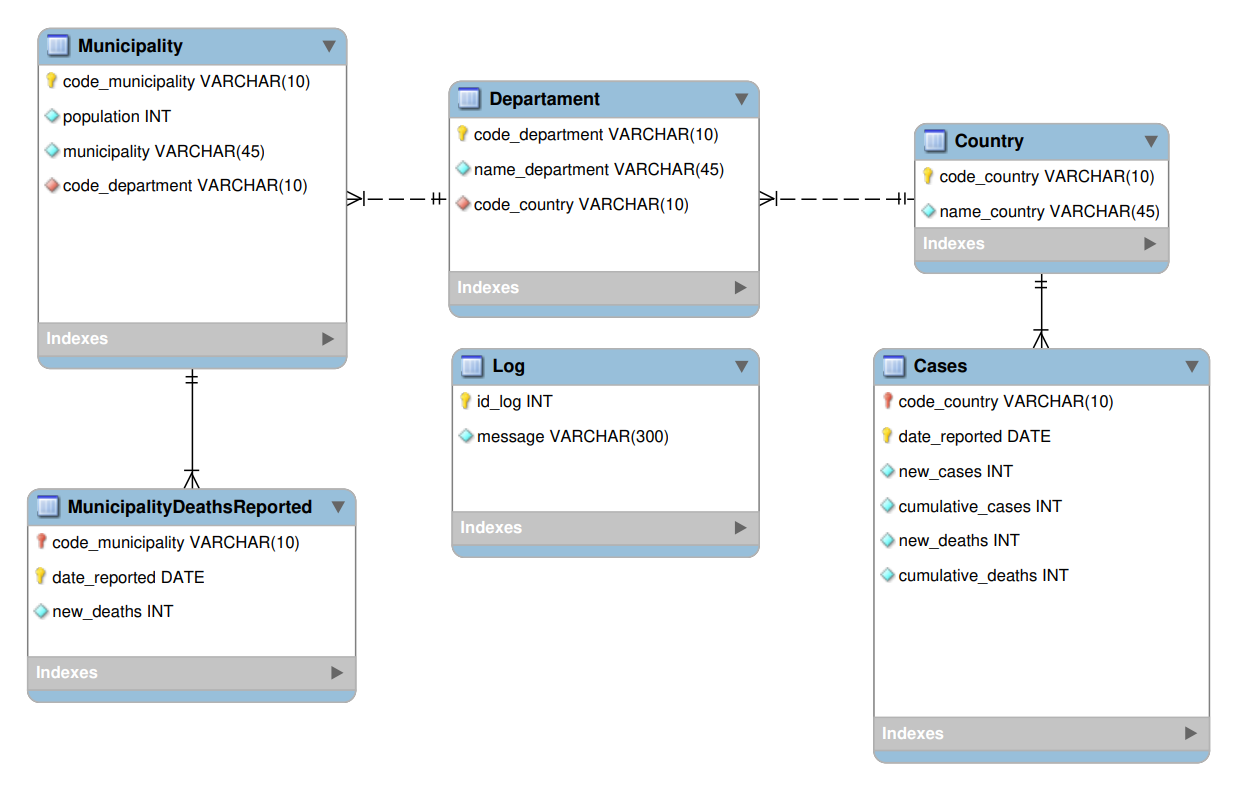 Municipality
code_municipality VARCHAR(10)
population INT
municipality VARCHAR(45)
code_department VARCHAR(10)
Indexes
Departament
code_department VARCHAR(10)
name_department VARCHAR(45)
code_country VARCHAR(10)
Indexes
Country
code_country VARCHAR(10)
name_country VARCHAR(45)
Indexes
MunicipalityDeathsReported
code_municipality VARCHAR(10)
date_reported DATE
new_deaths INT
Indexes
Log
id_log INT
message VARCHAR(300)
Indexes
Cases
code_country VARCHAR(10)
date_reported DATE
new_cases INT
cumulative_cases INT
new_deaths INT
cumulative_deaths INT
Indexes